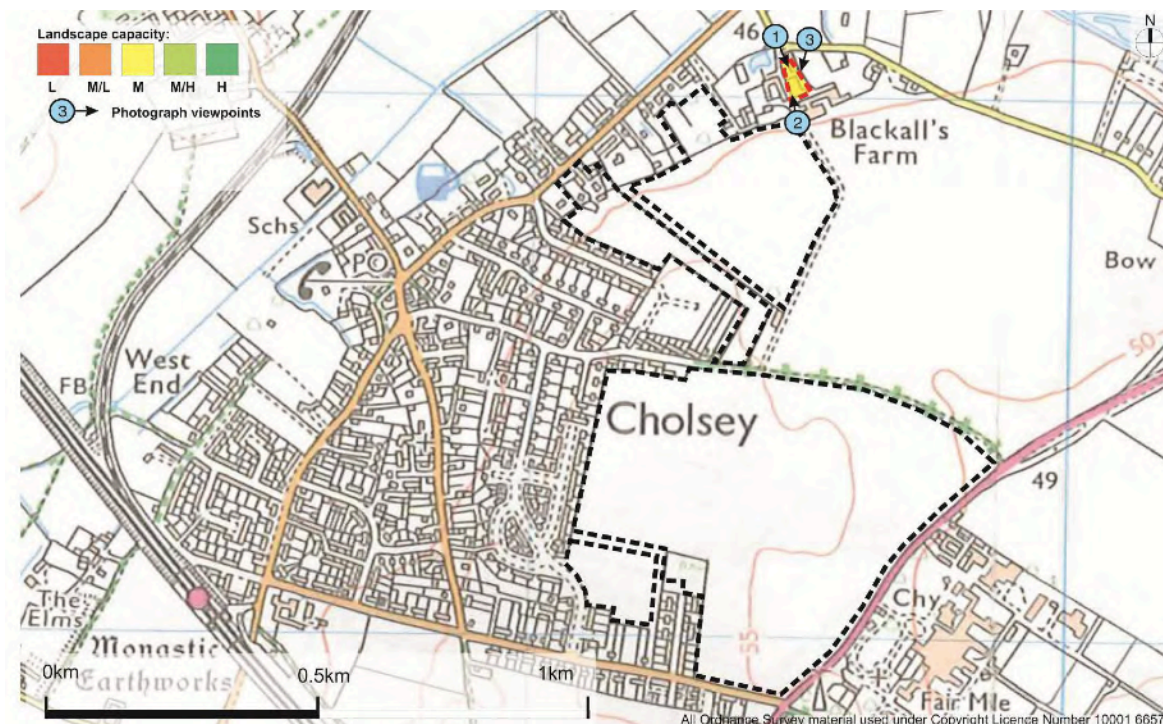 Landscape capacity:
L M/L M M/H H
3 Photograph viewpoints
46
1
3
2
N
Blackall's
Farm
Schs
PO
Bow
West
End
FB
50
Cholsey
49
The
Elms
Chy
55
Monastic
Earthworks
Fair Mile
0km 0.5km 1km
All Ordnance Survey material used under Copyright Licence Number 10001 6657